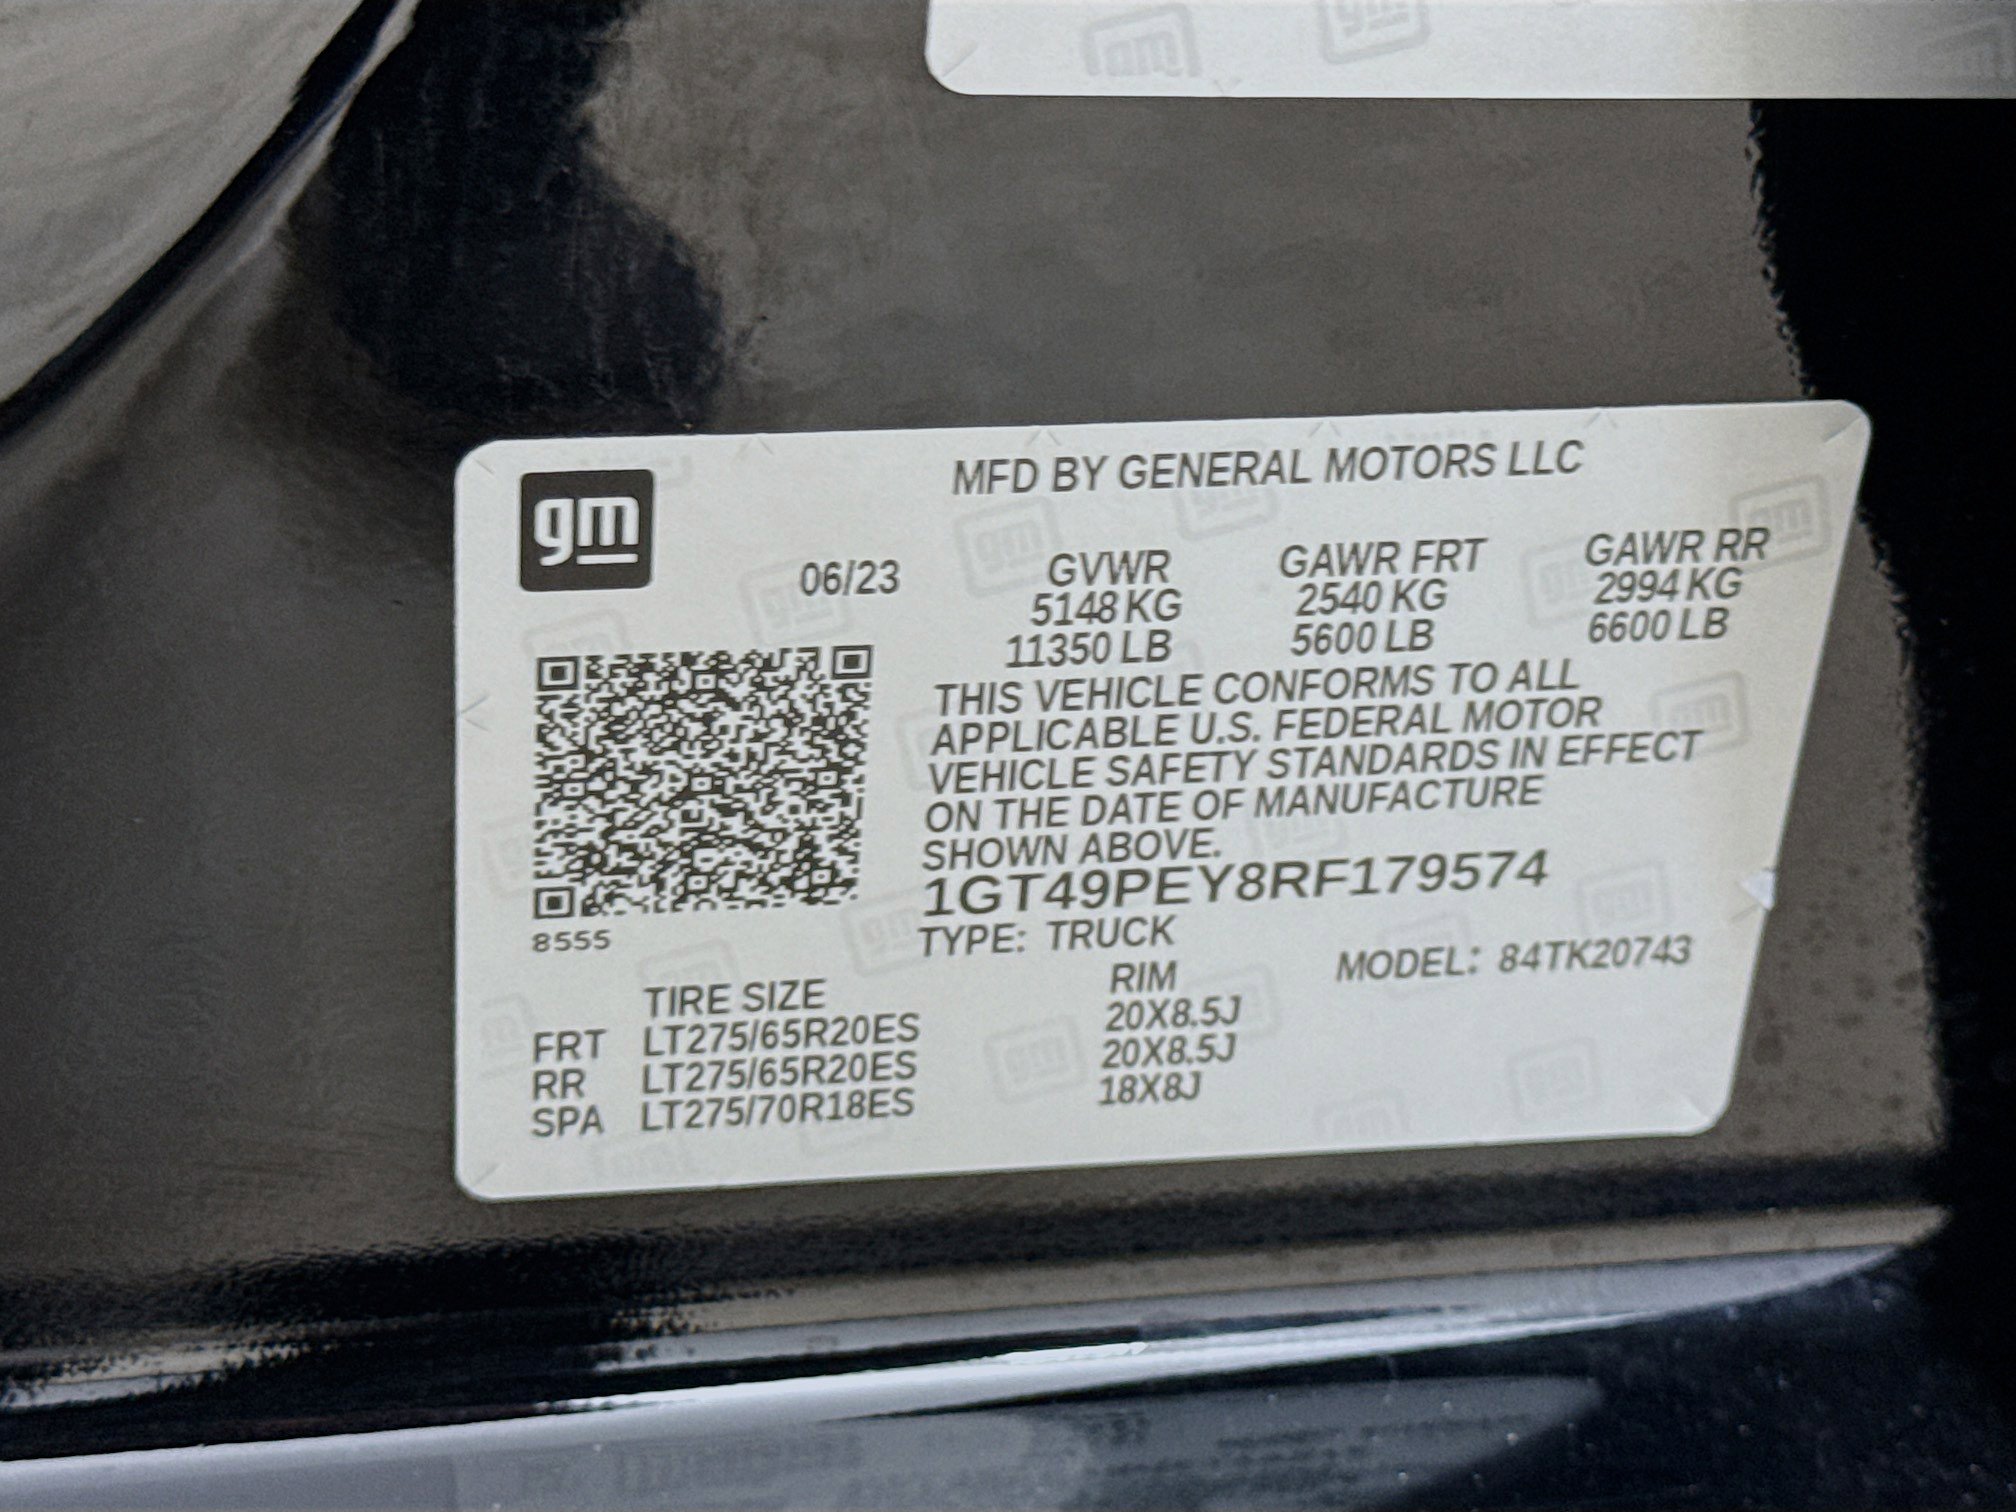 gm
MFD BY GENERAL MOTORS LLC
06/23
GVWR GAWR FRT GAWR RR
5148 KG 2540 KG 2994 KG
11350 LB 5600 LB 6600 LB
THIS VEHICLE CONFORMS TO ALL
APPLICABLE U.S. FEDERAL MOTOR
VEHICLE SAFETY STANDARDS IN EFFECT
ON THE DATE OF MANUFACTURE
SHOWN ABOVE.
1GT49PEY8RF179574
8555
TYPE: TRUCK
MODEL: 84TK20743
TIRE SIZE RIM
FRT LT275/65R20ES 20X8.5J
RR LT275/65R20ES 20X8.5J
SPA LT275/70R18ES 18X8J